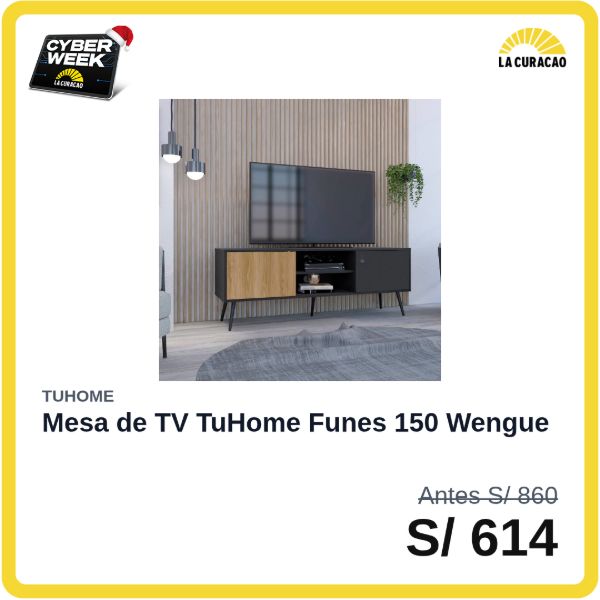 CYBER
WEEK
LA CURACAO
LA CURACAO
TUHOME
Mesa de TV TuHome Funes 150 Wengue
Antes S/ 860
S/ 614